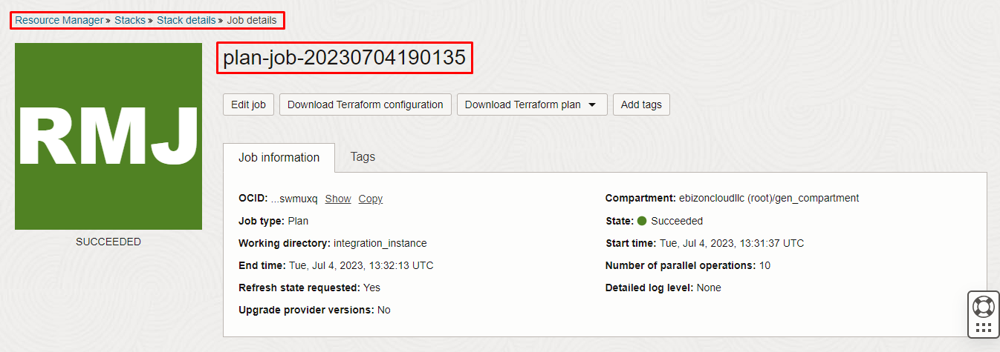 Resource Manager » Stacks » Stack details » Job details
RMJ
SUCCEEDED
plan-job-20230704190135
Edit job Download Terraform configuration Download Terraform plan Add tags
Job information Tags
OCID: ...swmuxq Show Copy Compartment: ebizoncloudllc (root)/gen_compartment
Job type: Plan State: Succeeded
Working directory: integration_instance Start time: Tue, Jul 4, 2023, 13:31:37 UTC
End time: Tue, Jul 4, 2023, 13:32:13 UTC Number of parallel operations: 10
Refresh state requested: Yes Detailed log level: None
Upgrade provider versions: No